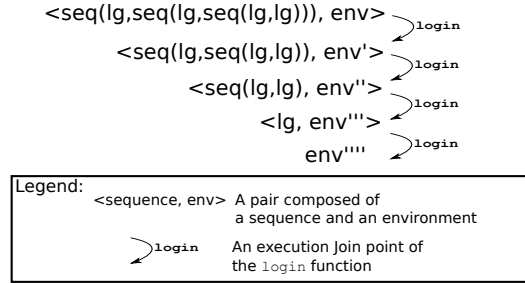 <seq(lg,seq(lg,seq(lg,lg))), env>
login
<seq(lg,seq(lg,lg)), env'>
login
<seq(lg,lg), env''>
login
<lg, env'''>
login
env''''
Legend:
<sequence, env> A pair composed of
a sequence and an environment
login An execution Join point of
the login function